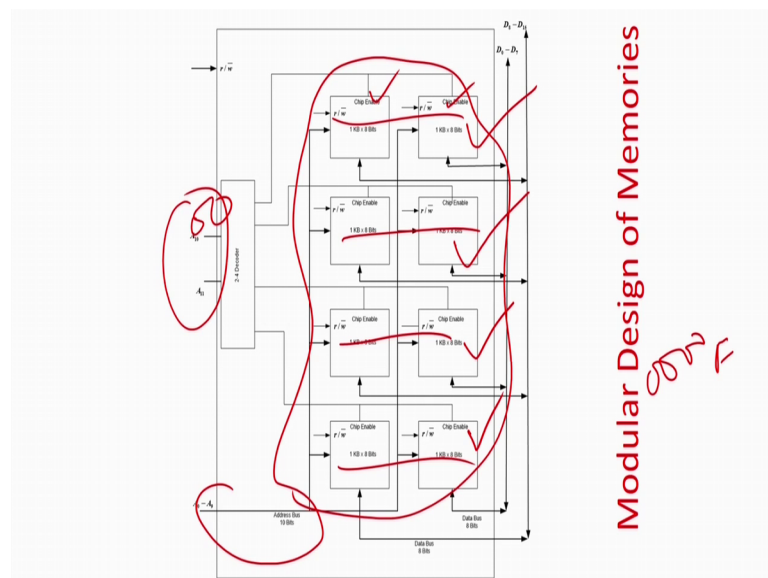 D₈ – D₁₅
D₀ – D₇
r / w̅
Chip Enable
r / w̅
1 KB x 8 Bits
Chip Enable
r / w̅
1 KB x 8 Bits
Chip Enable
r / w̅
1 KB x 8 Bits
Chip Enable
r / w̅
1 KB x 8 Bits
2-4 Decoder
A₁₁
Chip Enable
r / w̅
1 KB x 8 Bits
Chip Enable
r / w̅
1 KB x 8 Bits
Chip Enable
r / w̅
1 KB x 8 Bits
Chip Enable
r / w̅
1 KB x 8 Bits
– A₉
Address Bus
10 Bits
Data Bus
8 Bits
Data Bus
8 Bits
Modular Design of Memories